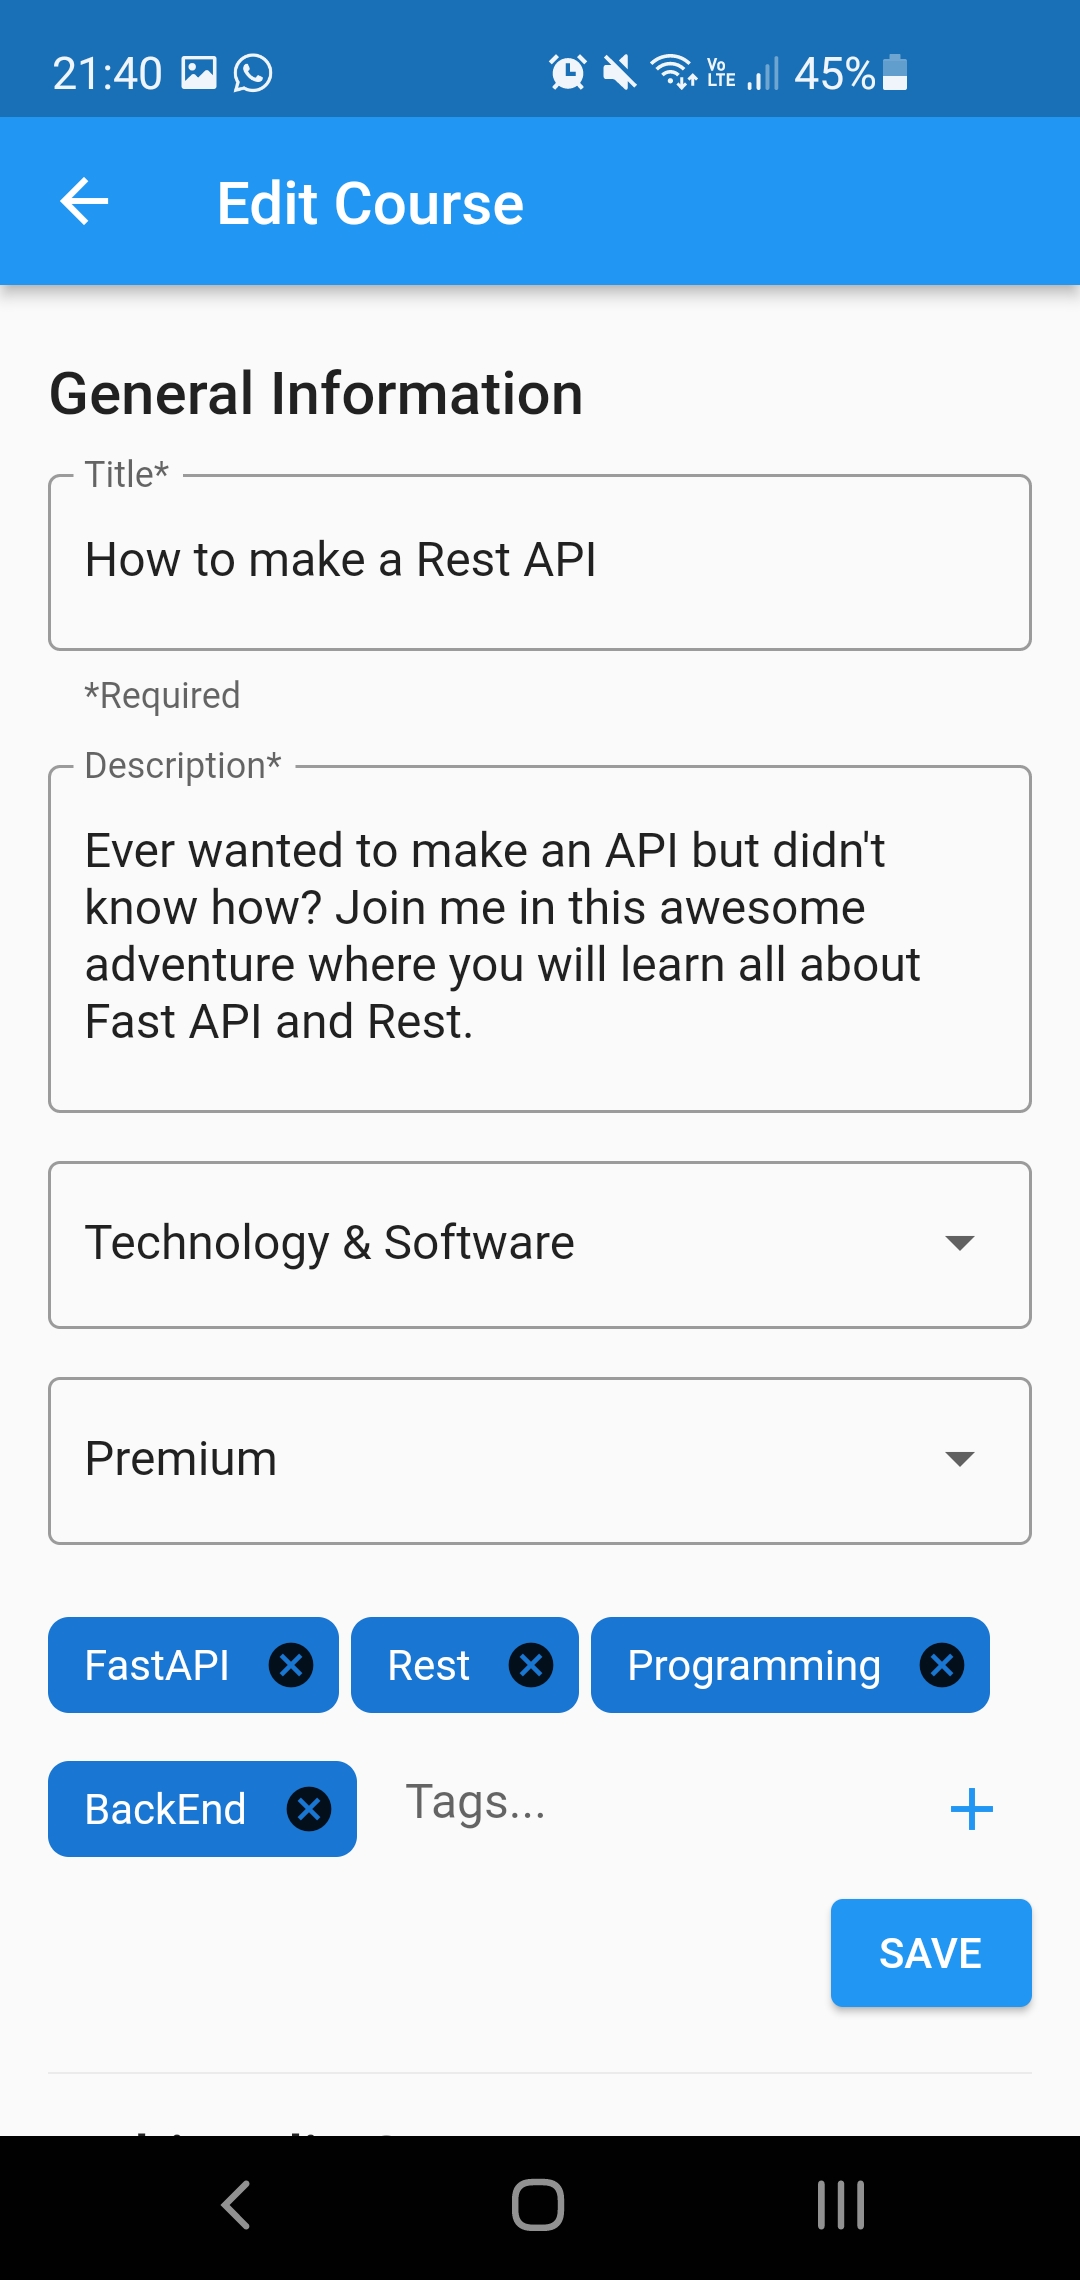 21:40 Vo LTE 45%
Edit Course
General Information
Title*
How to make a Rest API
*Required
Description*
Ever wanted to make an API but didn't
know how? Join me in this awesome
adventure where you will learn all about
Fast API and Rest.
Technology & Software
Premium
FastAPI Rest Programming
BackEnd Tags...
SAVE